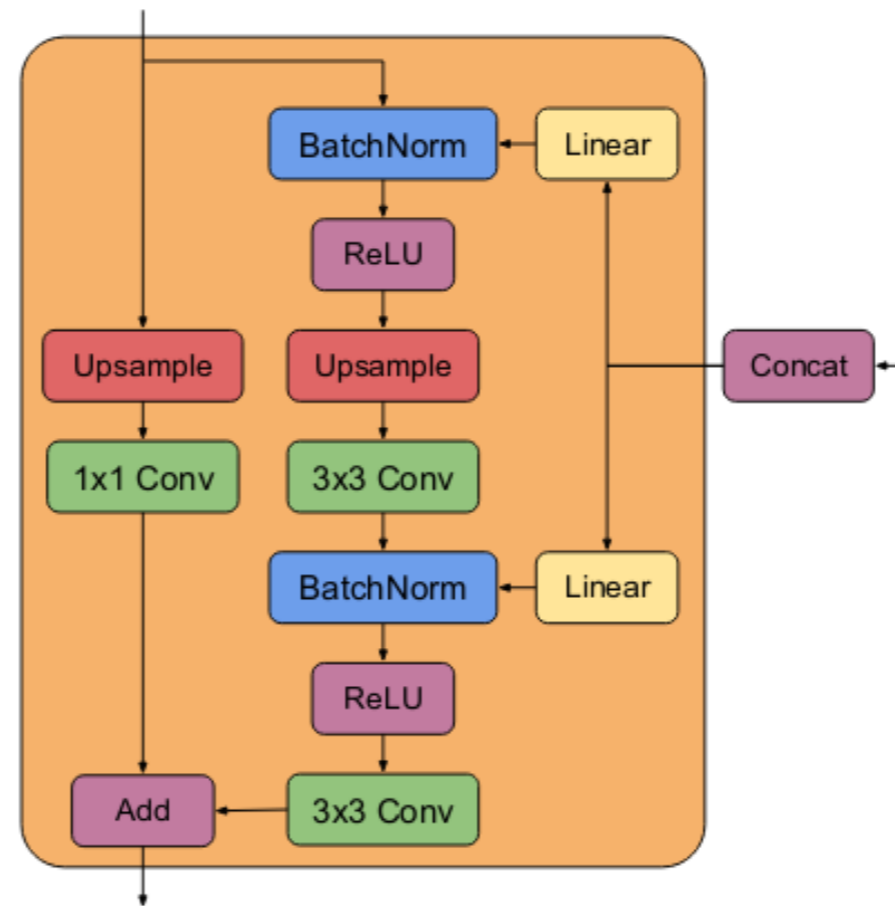 BatchNorm
Linear
ReLU
Upsample
Upsample
Concat
1x1 Conv
3x3 Conv
BatchNorm
Linear
ReLU
Add
3x3 Conv